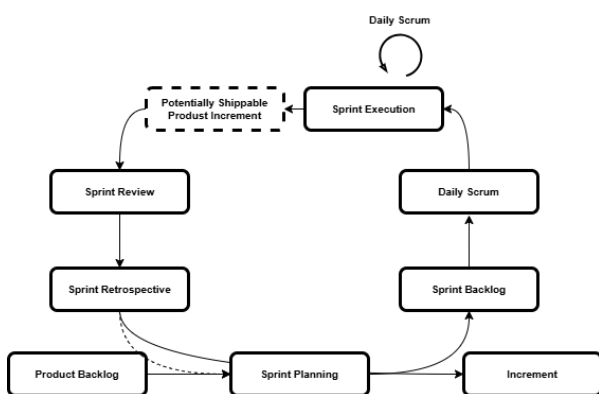 Daily Scrum
Potentially Shippable
Product Increment
Sprint Execution
Sprint Review
Daily Scrum
Sprint Retrospective
Sprint Backlog
Product Backlog
Sprint Planning
Increment